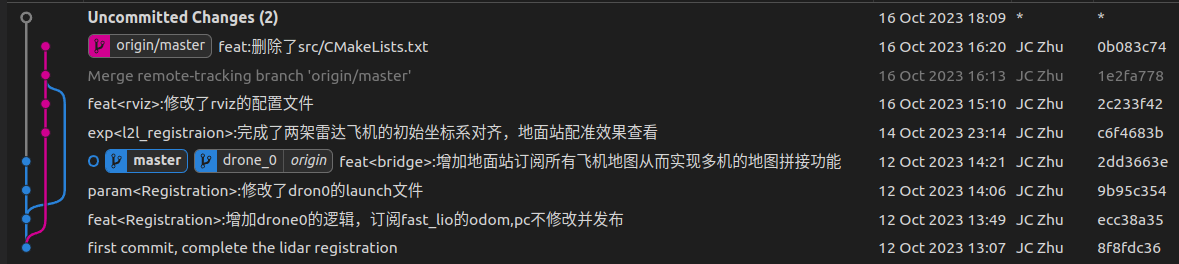 Uncommitted Changes (2) 16 Oct 2023 18:09 * *
origin/master feat:删除了src/CMakeLists.txt 16 Oct 2023 16:20 JC Zhu 0b083c74
Merge remote-tracking branch 'origin/master' 16 Oct 2023 16:13 JC Zhu 1e2fa778
feat<rviz>:修改了rviz的配置文件 16 Oct 2023 15:10 JC Zhu 2c233f42
exp<l2l_registraion>:完成了两架雷达飞机的初始坐标系对齐，地面站配准效果查看 14 Oct 2023 23:14 JC Zhu c6f4683b
master drone_0 origin feat<bridge>:增加地面站订阅所有飞机地图从而实现多机的地图拼接功能 12 Oct 2023 14:21 JC Zhu 2dd3663e
param<Registration>:修改了dron0的launch文件 12 Oct 2023 14:06 JC Zhu 9b95c354
feat<Registration>:增加drone0的逻辑，订阅fast_lio的odom,pc不修改并发布 12 Oct 2023 13:49 JC Zhu ecc38a35
first commit, complete the lidar registration 12 Oct 2023 13:07 JC Zhu 8f8fdc36